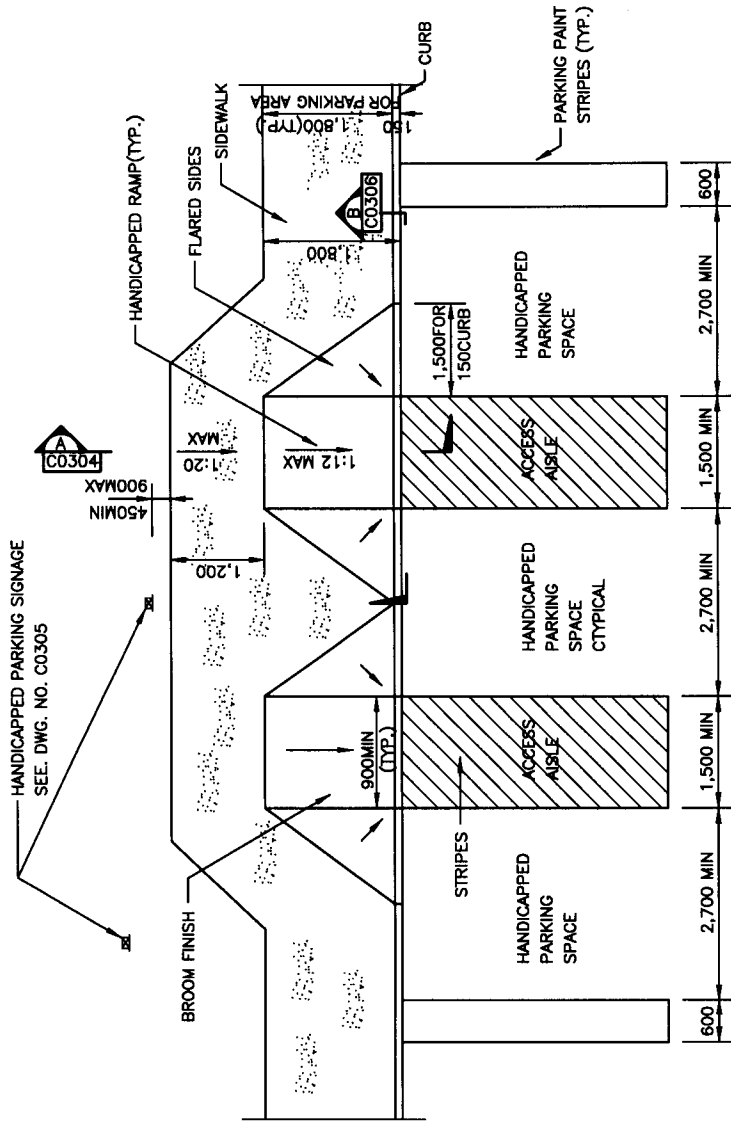 HANDICAPPED PARKING SIGNAGE
SEE. DWG. NO. C0305
A
C0304
450MIN
900MAX
HANDICAPPED RAMP(TYP.)
FLARED SIDES
SIDEWALK
BROOM FINISH
1,200
1:20
MAX
1:12 MAX
1,800
B
C0306
150
1,800(TYP.)
FOR PARKING AREA
CURB
900MIN
(TYP.)
1,500FOR
150CURB
STRIPES
PARKING PAINT
STRIPES (TYP.)
HANDICAPPED
PARKING
SPACE
ACCESS
AISLE
HANDICAPPED
PARKING
SPACE
CTYPICAL
ACCESS
AISLE
HANDICAPPED
PARKING
SPACE
600
2,700 MIN
1,500 MIN
2,700 MIN
1,500 MIN
2,700 MIN
600